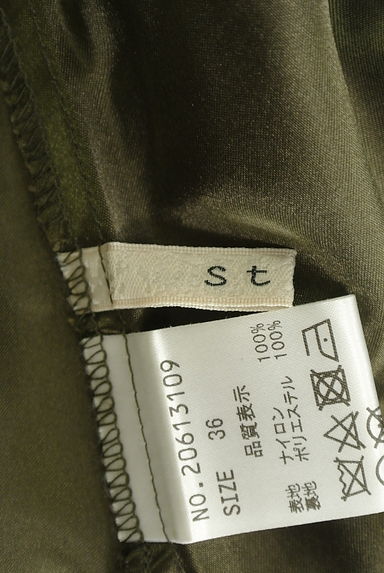 St
NO.20613109
SIZE 36
品質表示
表地 ナイロン 100%
裏地 ポリエステル 100%